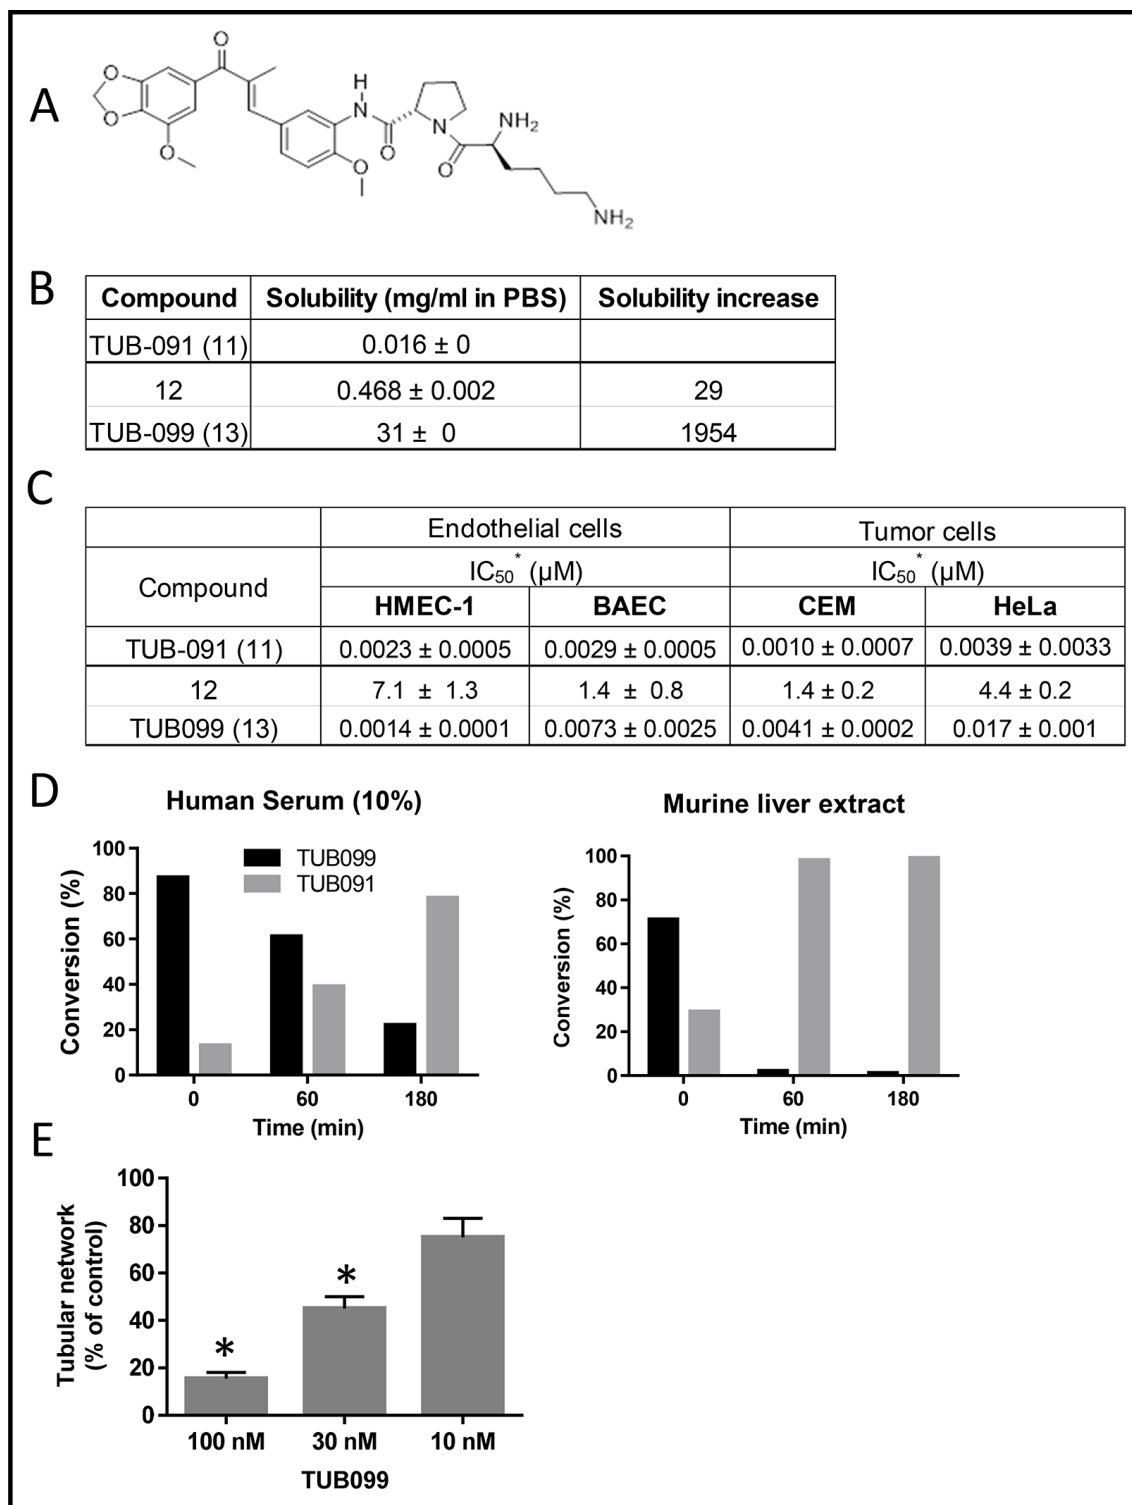 A
O
O
O
O
H
N
O
O
N
O
NH2
NH2
B
Compound Solubility (mg/ml in PBS) Solubility increase
TUB-091 (11) 0.016 ± 0
12 0.468 ± 0.002 29
TUB-099 (13) 31 ± 0 1954
C
Endothelial cells Tumor cells
Compound IC50* (µM) IC50* (µM)
HMEC-1 BAEC CEM HeLa
TUB-091 (11) 0.0023 ± 0.0005 0.0029 ± 0.0005 0.0010 ± 0.0007 0.0039 ± 0.0033
12 7.1 ± 1.3 1.4 ± 0.8 1.4 ± 0.2 4.4 ± 0.2
TUB099 (13) 0.0014 ± 0.0001 0.0073 ± 0.0025 0.0041 ± 0.0002 0.017 ± 0.001
D
Human Serum (10%)
Conversion (%)
100
80
60
40
20
0
TUB099
TUB091
0 60 180
Time (min)
Murine liver extract
Conversion (%)
100
80
60
40
20
0
0 60 180
Time (min)
E
Tubular network
(% of control)
100
80
60
40
20
0
*
*
100 nM 30 nM 10 nM
TUB099